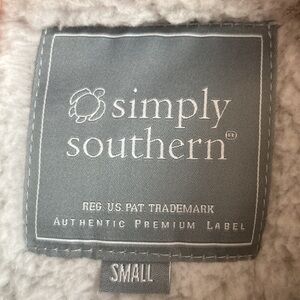 simply
southern®
REG. US. PAT. TRADEMARK
AUTHENTIC PREMIUM LABEL
SMALL